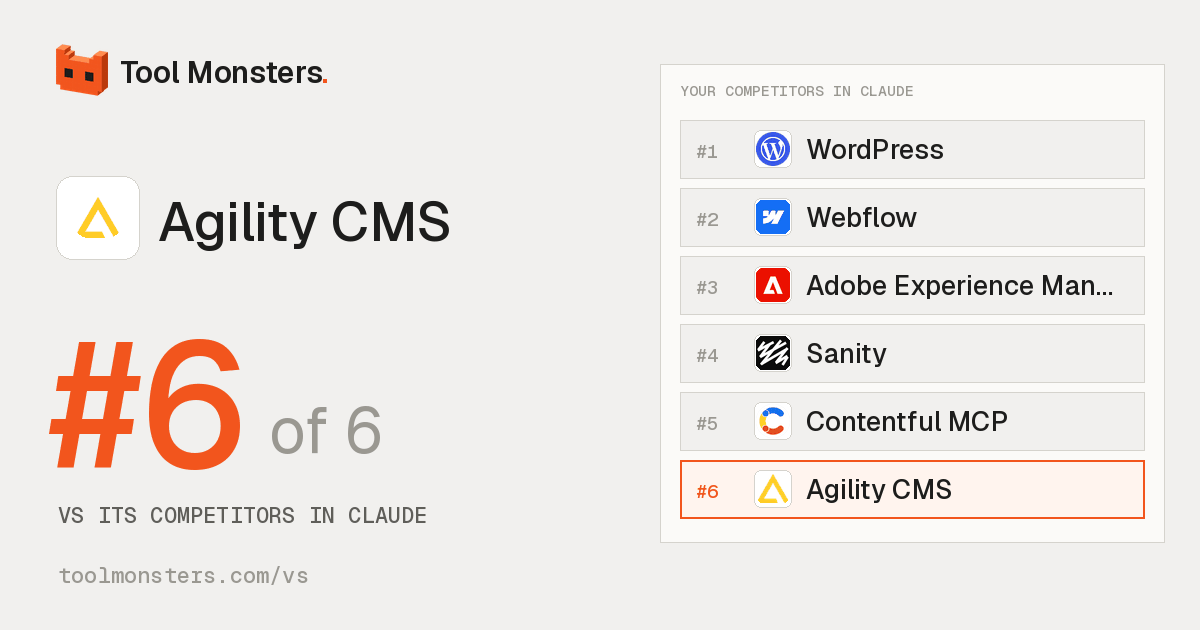 Tool Monsters.
Agility CMS
#6 of 6
VS ITS COMPETITORS IN CLAUDE
toolmonsters.com/vs
YOUR COMPETITORS IN CLAUDE
#1 WordPress
#2 Webflow
#3 Adobe Experience Man...
#4 Sanity
#5 Contentful MCP
#6 Agility CMS